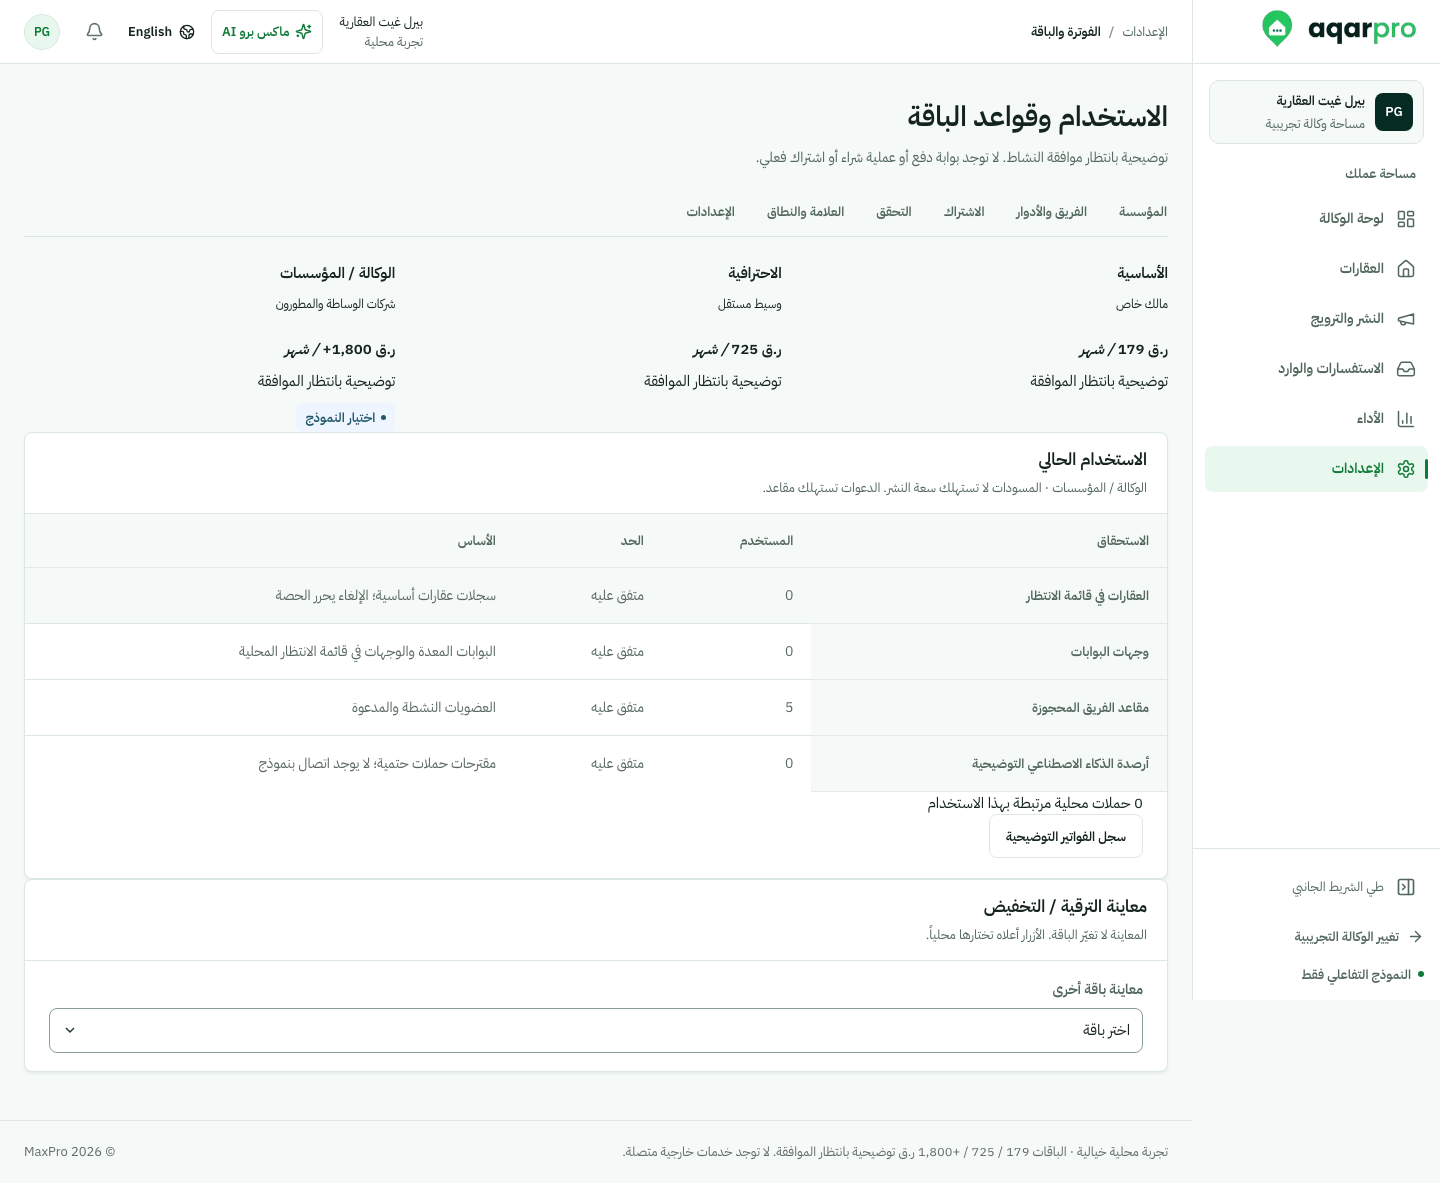 aqarpro
الإعدادات / الفوترة والباقة
بيرل غيت العقارية
تجربة محلية
ماكس برو AI
English
PG
PG
بيرل غيت العقارية
مساحة وكالة تجريبية
مساحة عملك
لوحة الوكالة
العقارات
النشر والترويج
الاستفسارات والوارد
الأداء
الإعدادات
طي الشريط الجانبي
تغيير الوكالة التجريبية
النموذج التفاعلي فقط
الاستخدام وقواعد الباقة
توضيحية بانتظار موافقة النشاط. لا توجد بوابة دفع أو عملية شراء أو اشتراك فعلي.
المؤسسة الفريق والأدوار الاشتراك التحقق العلامة والنطاق الإعدادات
الأساسية
مالك خاص
ر.ق 179 / شهر
توضيحية بانتظار الموافقة
الاحترافية
وسيط مستقل
ر.ق 725 / شهر
توضيحية بانتظار الموافقة
الوكالة / المؤسسات
شركات الوساطة والمطورون
ر.ق 1,800+ / شهر
توضيحية بانتظار الموافقة
اختيار النموذج
الاستخدام الحالي
الوكالة / المؤسسات · المسودات لا تستهلك سعة النشر. الدعوات تستهلك مقاعد.
الاستحقاق المستخدم الحد الأساس
العقارات في قائمة الانتظار 0 متفق عليه سجلات عقارات أساسية؛ الإلغاء يحرر الحصة
وجهات البوابات 0 متفق عليه البوابات المعدة والوجهات في قائمة الانتظار المحلية
مقاعد الفريق المحجوزة 5 متفق عليه العضويات النشطة والمدعوة
أرصدة الذكاء الاصطناعي التوضيحية 0 متفق عليه مقترحات حملات حتمية؛ لا يوجد اتصال بنموذج
0 حملات محلية مرتبطة بهذا الاستخدام
سجل الفواتير التوضيحية
معاينة الترقية / التخفيض
المعاينة لا تغيّر الباقة. الأزرار أعلاه تختارها محلياً.
معاينة باقة أخرى
اختر باقة
تجربة محلية خيالية · الباقات 179 / 725 / +1,800 ر.ق توضيحية بانتظار الموافقة. لا توجد خدمات خارجية متصلة.
© 2026 MaxPro